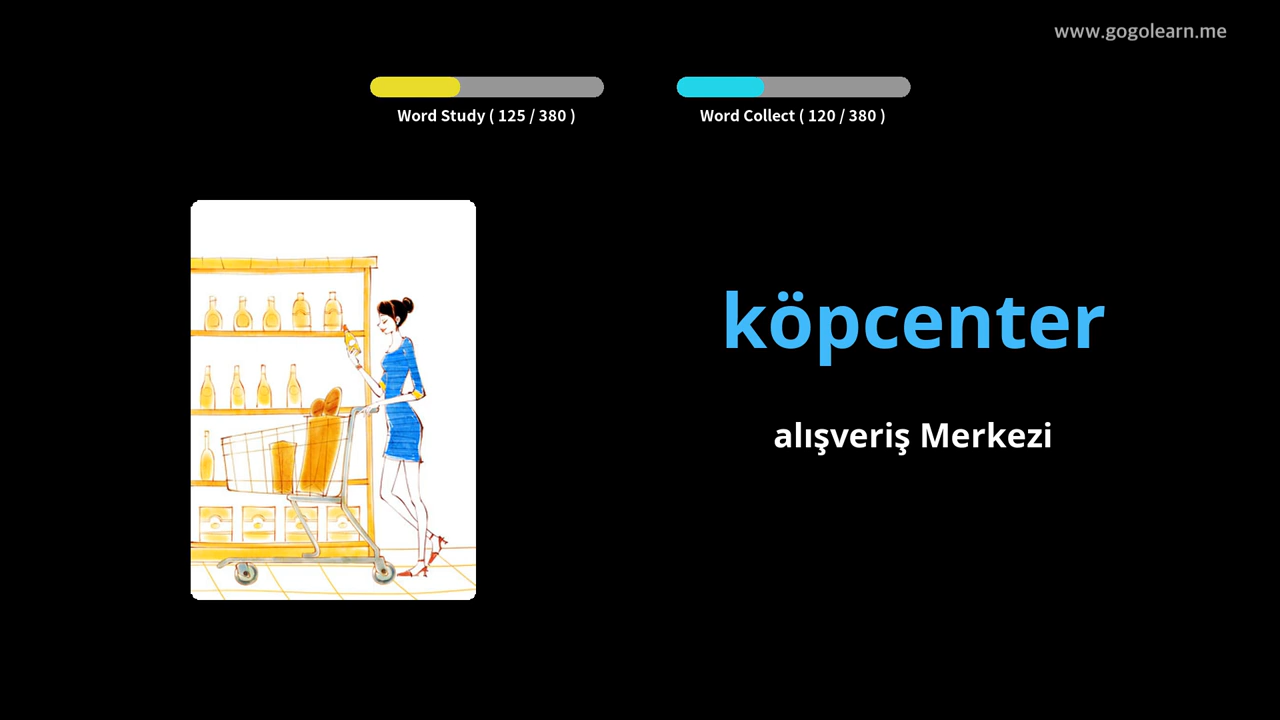 www.gogolearn.me
Word Study ( 125 / 380 )
Word Collect ( 120 / 380 )
köpcenter
alışveriş Merkezi